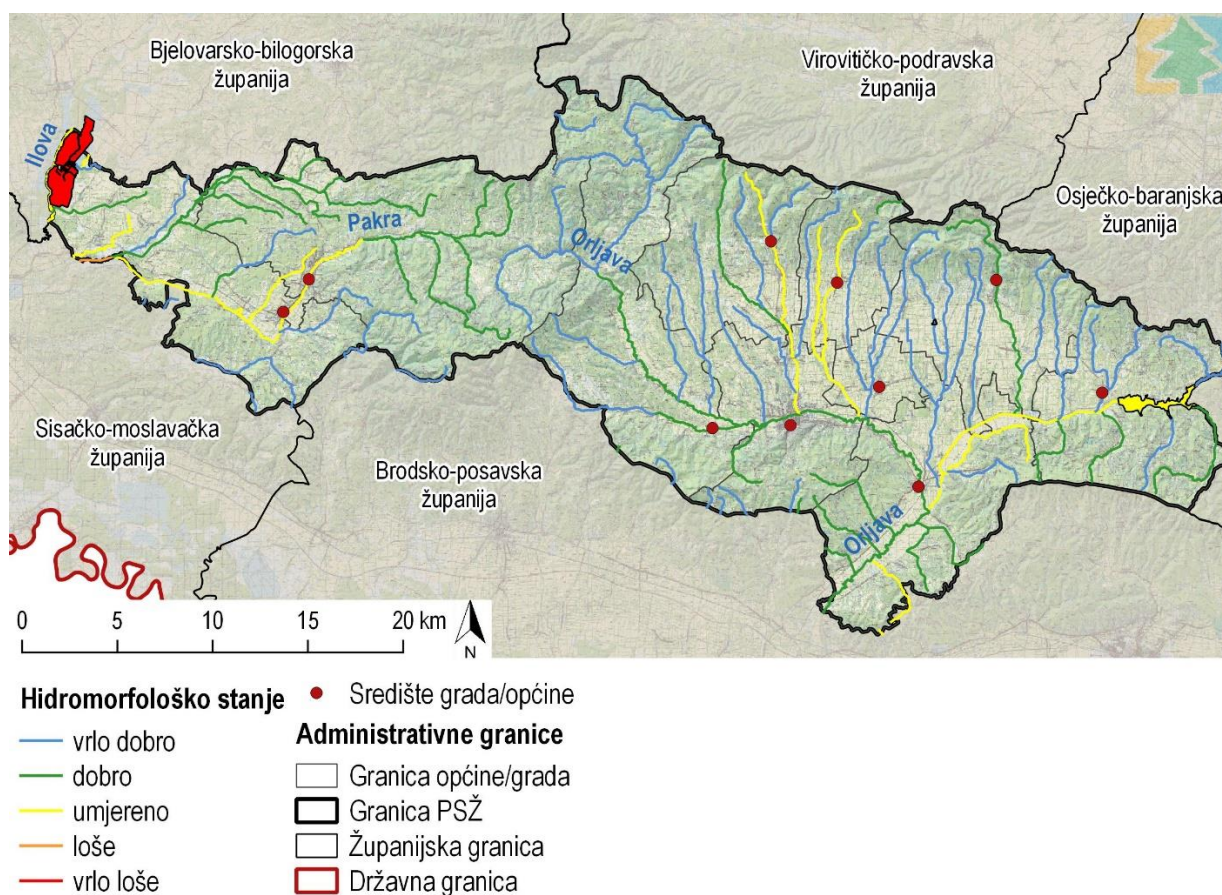 Bjelovarsko-bilogorska
županija
Virovitičko-podravska
županija
Ilova
Osječko-baranjska
županija
Pakra
Orljava
Sisačko-moslavačka
županija
Brodsko-posavska
županija
Orljava
0 5 10 15 20 km
N
Hidromorfološko stanje
vrlo dobro
dobro
umjereno
loše
vrlo loše
Središte grada/općine
Administrativne granice
Granica općine/grada
Granica PSŽ
Županijska granica
Državna granica